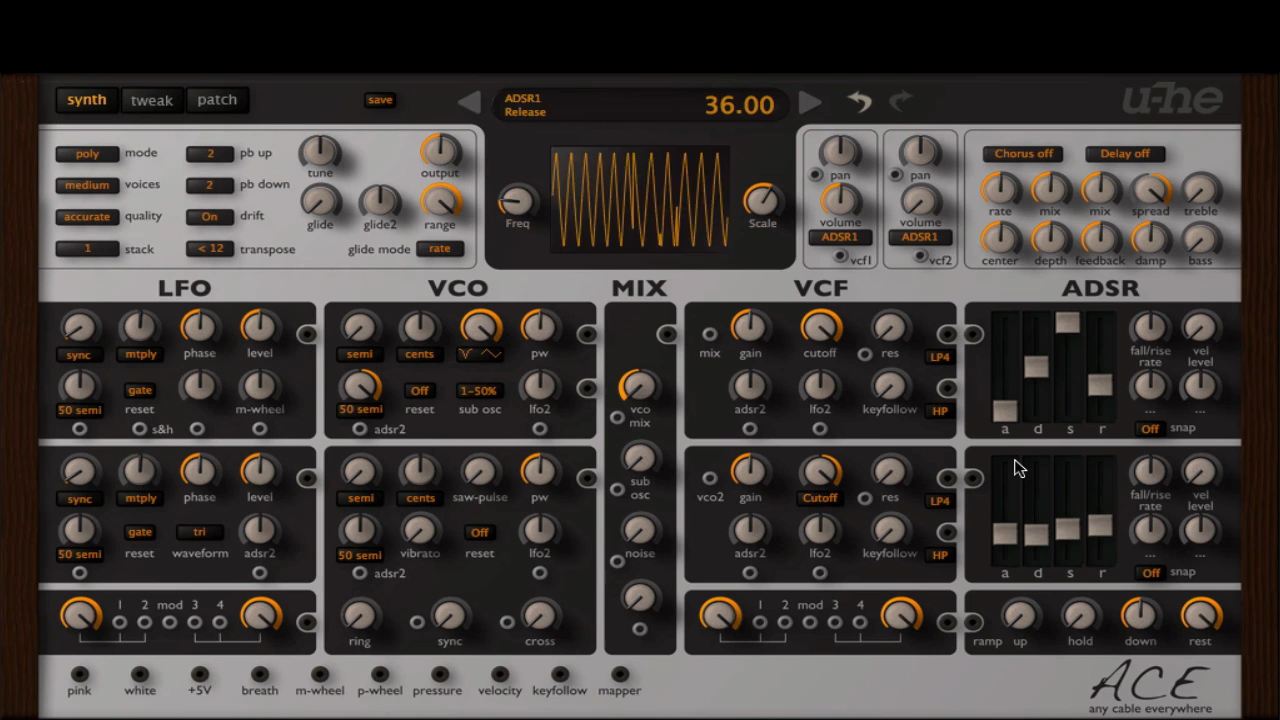 synth tweak patch save ADSR1 36.00 u-he
Release
poly mode 2 pb up tune output pan pan Chorus off Delay off
medium voices 2 pb down
accurate quality On drift glide glide2 range Freq Scale volume volume rate mix mix spread treble
ADSR1 ADSR1
1 stack < 12 transpose glide mode rate vcf1 vcf2 center depth feedback damp bass
LFO VCO MIX VCF ADSR
sync mtply phase level semi cents pw mix gain cutoff res LP4 fall/rise rate vel level
gate 50 semi reset m-wheel 50 semi Off reset 1-50% sub osc lfo2 vco mix adsr2 lfo2 keyfollow HP ... ...
s&h adsr2 a d s r Off snap
sync mtply phase level semi cents saw-pulse pw sub osc vco2 gain Cutoff res LP4 fall/rise rate vel level
gate tri Off
50 semi reset waveform adsr2 50 semi vibrato reset lfo2 noise adsr2 lfo2 keyfollow HP ... ...
adsr2 a d s r Off snap
1 2 mod 3 4 ring sync cross 1 2 mod 3 4 ramp up hold down rest
pink white +5V breath m-wheel p-wheel pressure velocity keyfollow mapper ACE
any cable everywhere